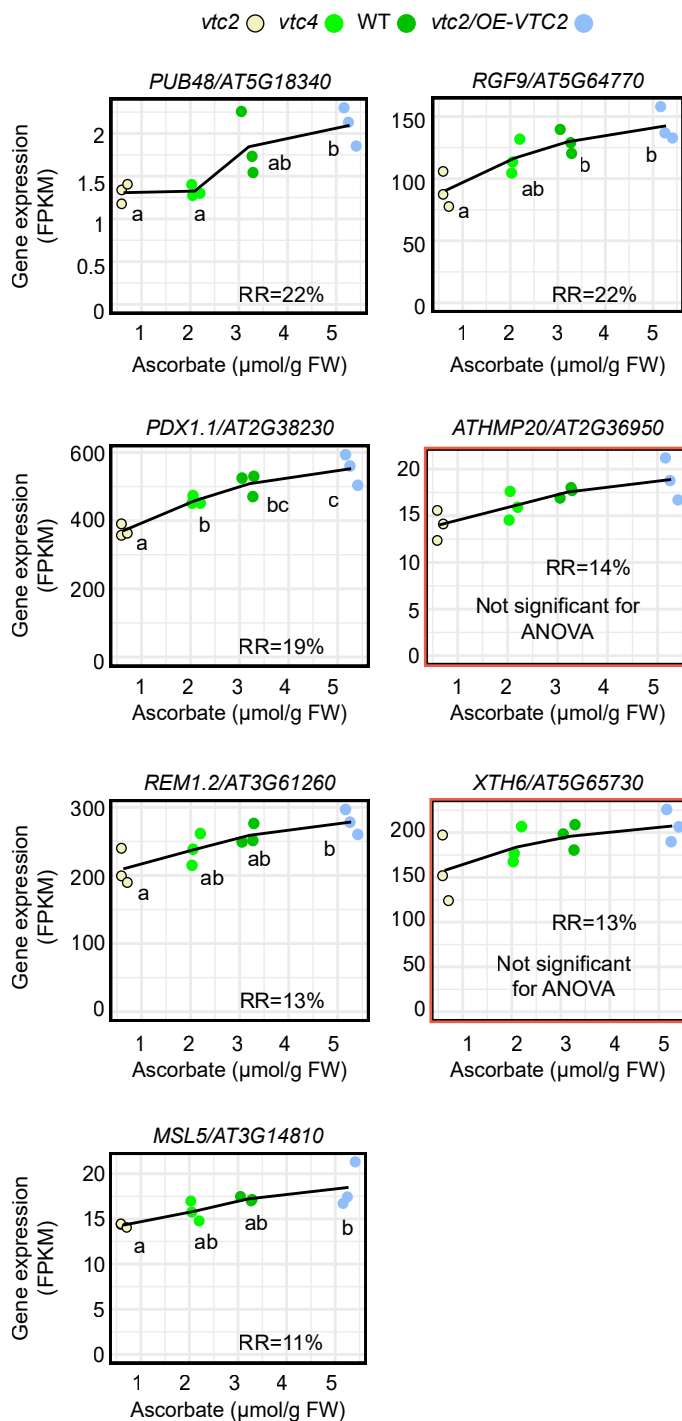 vtc2 vtc4 WT vtc2/OE-VTC2
PUB48/AT5G18340
Gene expression
(FPKM)
2
1.5
1
0.5
0
a
a
ab
b
RR=22%
1 2 3 4 5
Ascorbate (µmol/g FW)
RGF9/AT5G64770
150
100
50
0
a
ab
b
b
RR=22%
1 2 3 4 5
Ascorbate (µmol/g FW)
PDX1.1/AT2G38230
Gene expression
(FPKM)
600
400
200
0
a
b
bc
c
RR=19%
1 2 3 4 5
Ascorbate (µmol/g FW)
ATHMP20/AT2G36950
20
15
10
5
0
RR=14%
Not significant for
ANOVA
1 2 3 4 5
Ascorbate (µmol/g FW)
REM1.2/AT3G61260
Gene expression
(FPKM)
300
200
100
0
a
ab
ab
b
RR=13%
1 2 3 4 5
Ascorbate (µmol/g FW)
XTH6/AT5G65730
200
150
100
50
0
RR=13%
Not significant
for ANOVA
1 2 3 4 5
Ascorbate (µmol/g FW)
MSL5/AT3G14810
Gene expression
(FPKM)
20
15
10
5
0
a
ab
ab
b
RR=11%
1 2 3 4 5
Ascorbate (µmol/g FW)